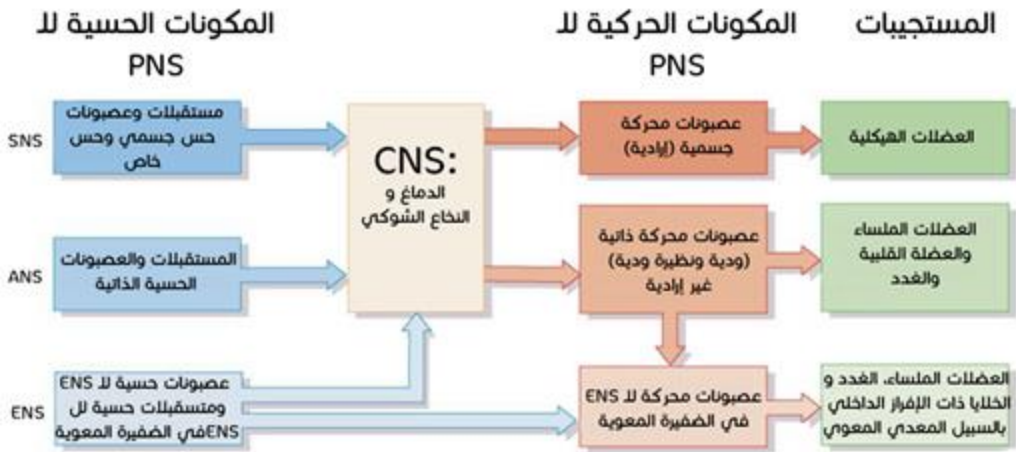 المكونات الحسية للـ
PNS
المكونات الحركية للـ
PNS
المستجيبات
SNS
مستقبلات وعصبونات
حس جسمي وحس
خاص
CNS:
الدماغ و
النخاع الشوكي
عصبونات محركة
جسمية (إرادية)
العضلات الهيكلية
ANS
المستقبلات والعصبونات
الحسية الذاتية
عصبونات محركة ذاتية
(ودية ونظيرة ودية)
غير إرادية
العضلات الملساء
والعضلة القلبية
والغدد
ENS
عصبونات حسية لل ENS
ومتسقبلات حسية لل
ENSفي الضفيرة المعوية
عصبونات محركة لل ENS
في الضفيرة المعوية
العضلات الملساء، الغدد و
الخلايا ذات الإفراز الداخلي
بالسبيل المعدي المعوي